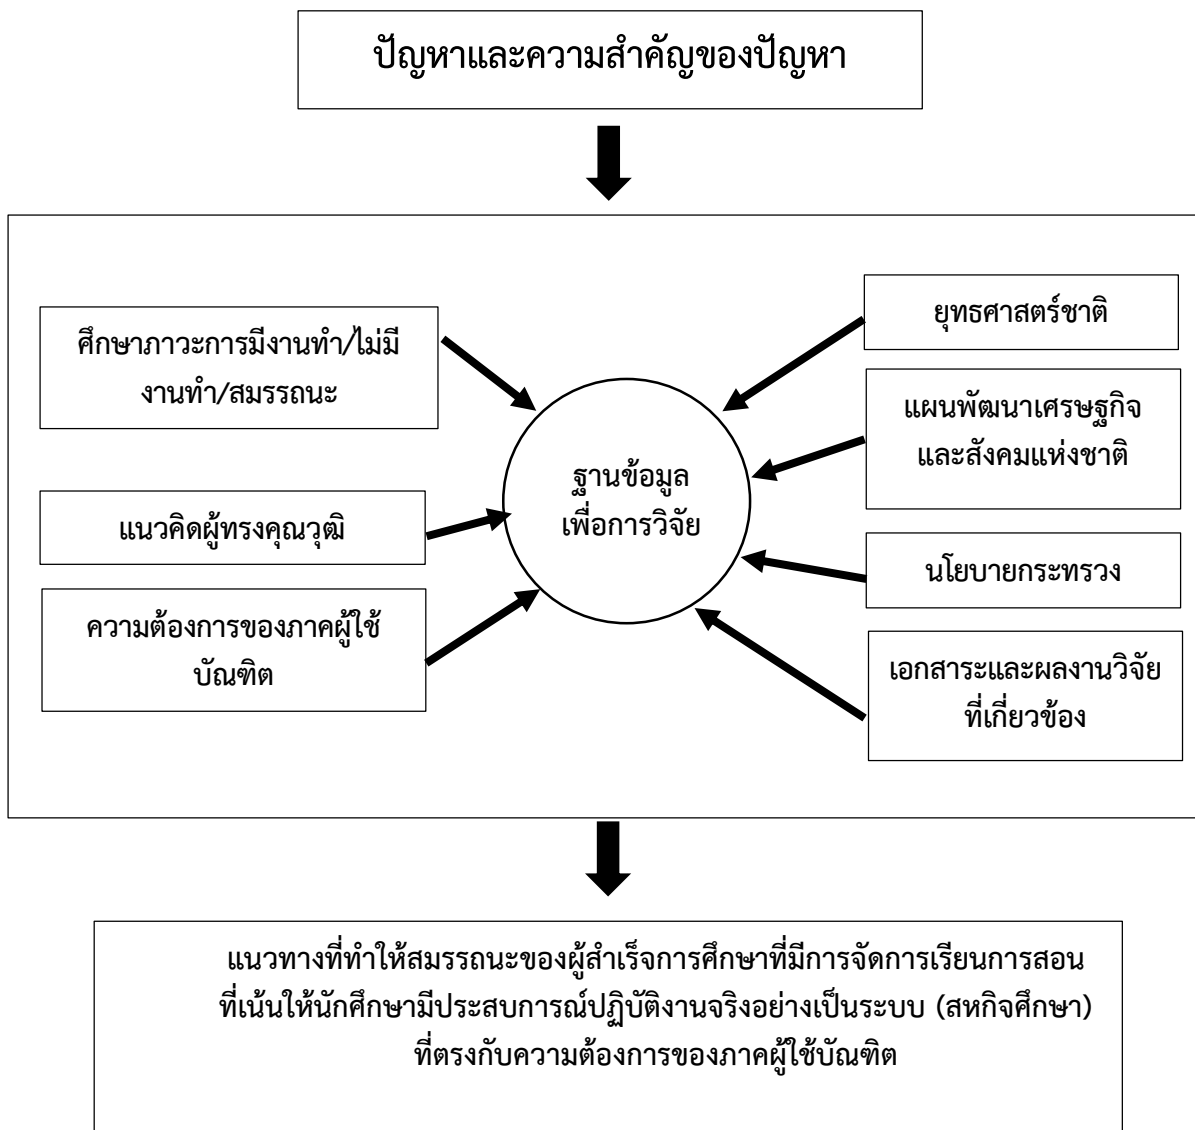 ปัญหาและความสำคัญของปัญหา
ศึกษาภาวะการมีงานทำ/ไม่มี
งานทำ/สมรรถนะ
แนวคิดผู้ทรงคุณวุฒิ
ความต้องการของภาคผู้ใช้
บัณฑิต
ฐานข้อมูล
เพื่อการวิจัย
ยุทธศาสตร์ชาติ
แผนพัฒนาเศรษฐกิจ
และสังคมแห่งชาติ
นโยบายกระทรวง
เอกสาระและผลงานวิจัย
ที่เกี่ยวข้อง
แนวทางที่ทำให้สมรรถนะของผู้สำเร็จการศึกษาที่มีการจัดการเรียนการสอน
ที่เน้นให้นักศึกษามีประสบการณ์ปฏิบัติงานจริงอย่างเป็นระบบ (สหกิจศึกษา)
ที่ตรงกับความต้องการของภาคผู้ใช้บัณฑิต